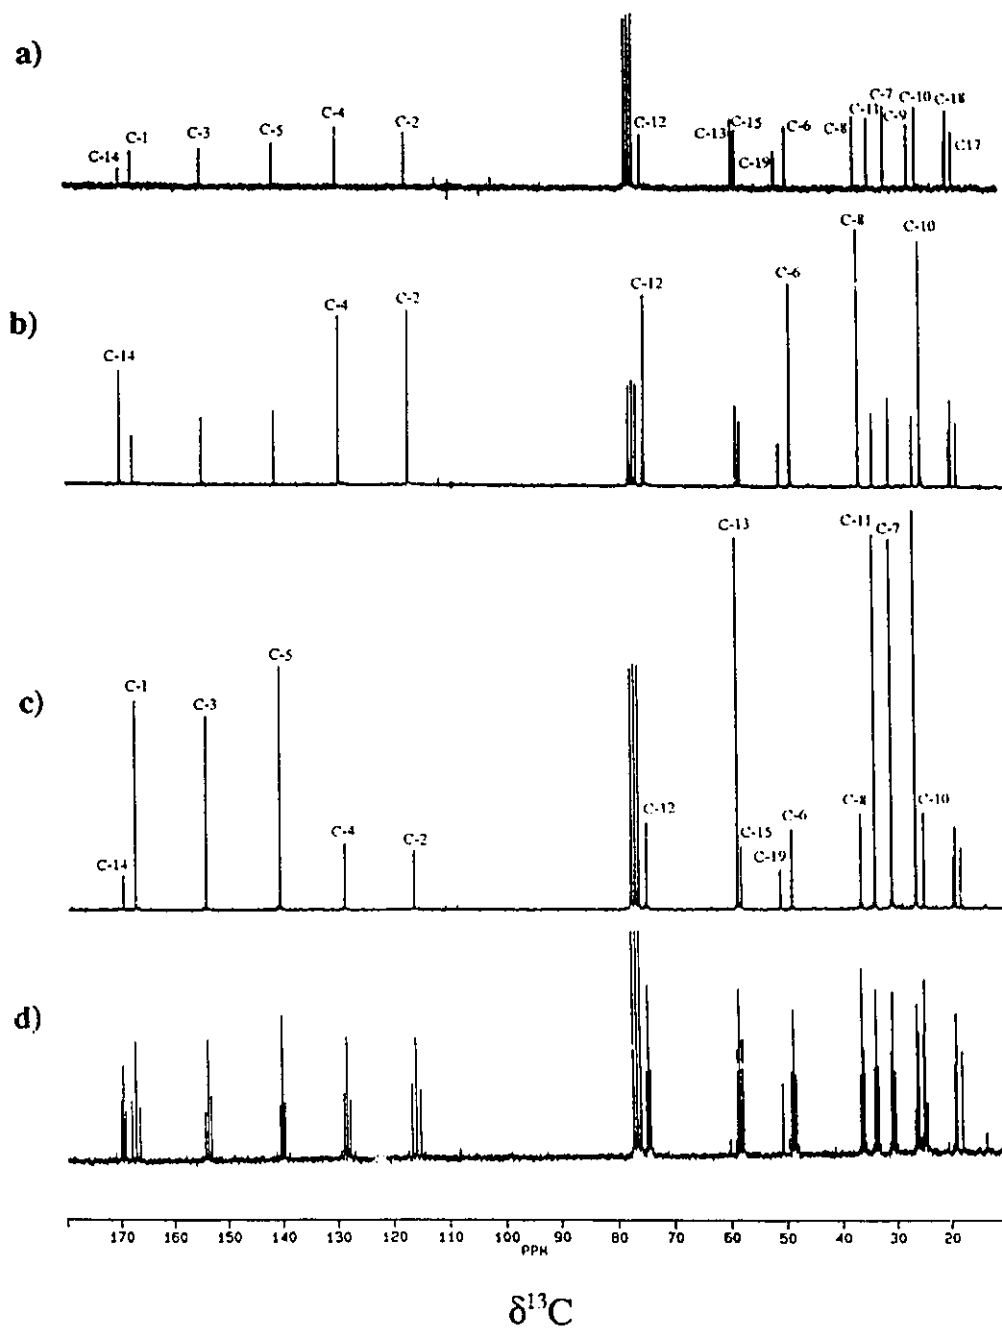 a)
C-14
C-1
C-3
C-5
C-4
C-2
C-12
C-13
C-15
C-19
C-6
C-8
C-11
C-7
C-9
C-10
C-18
C17
b)
C-14
C-4
C-2
C-12
C-6
C-8
C-10
c)
C-14
C-1
C-3
C-5
C-4
C-2
C-12
C-13
C-15
C-19
C-6
C-8
C-11
C-7
C-10
d)
170 160 150 140 130 120 110 100 90 80 70 60 50 40 30 20
PPM
δ¹³C